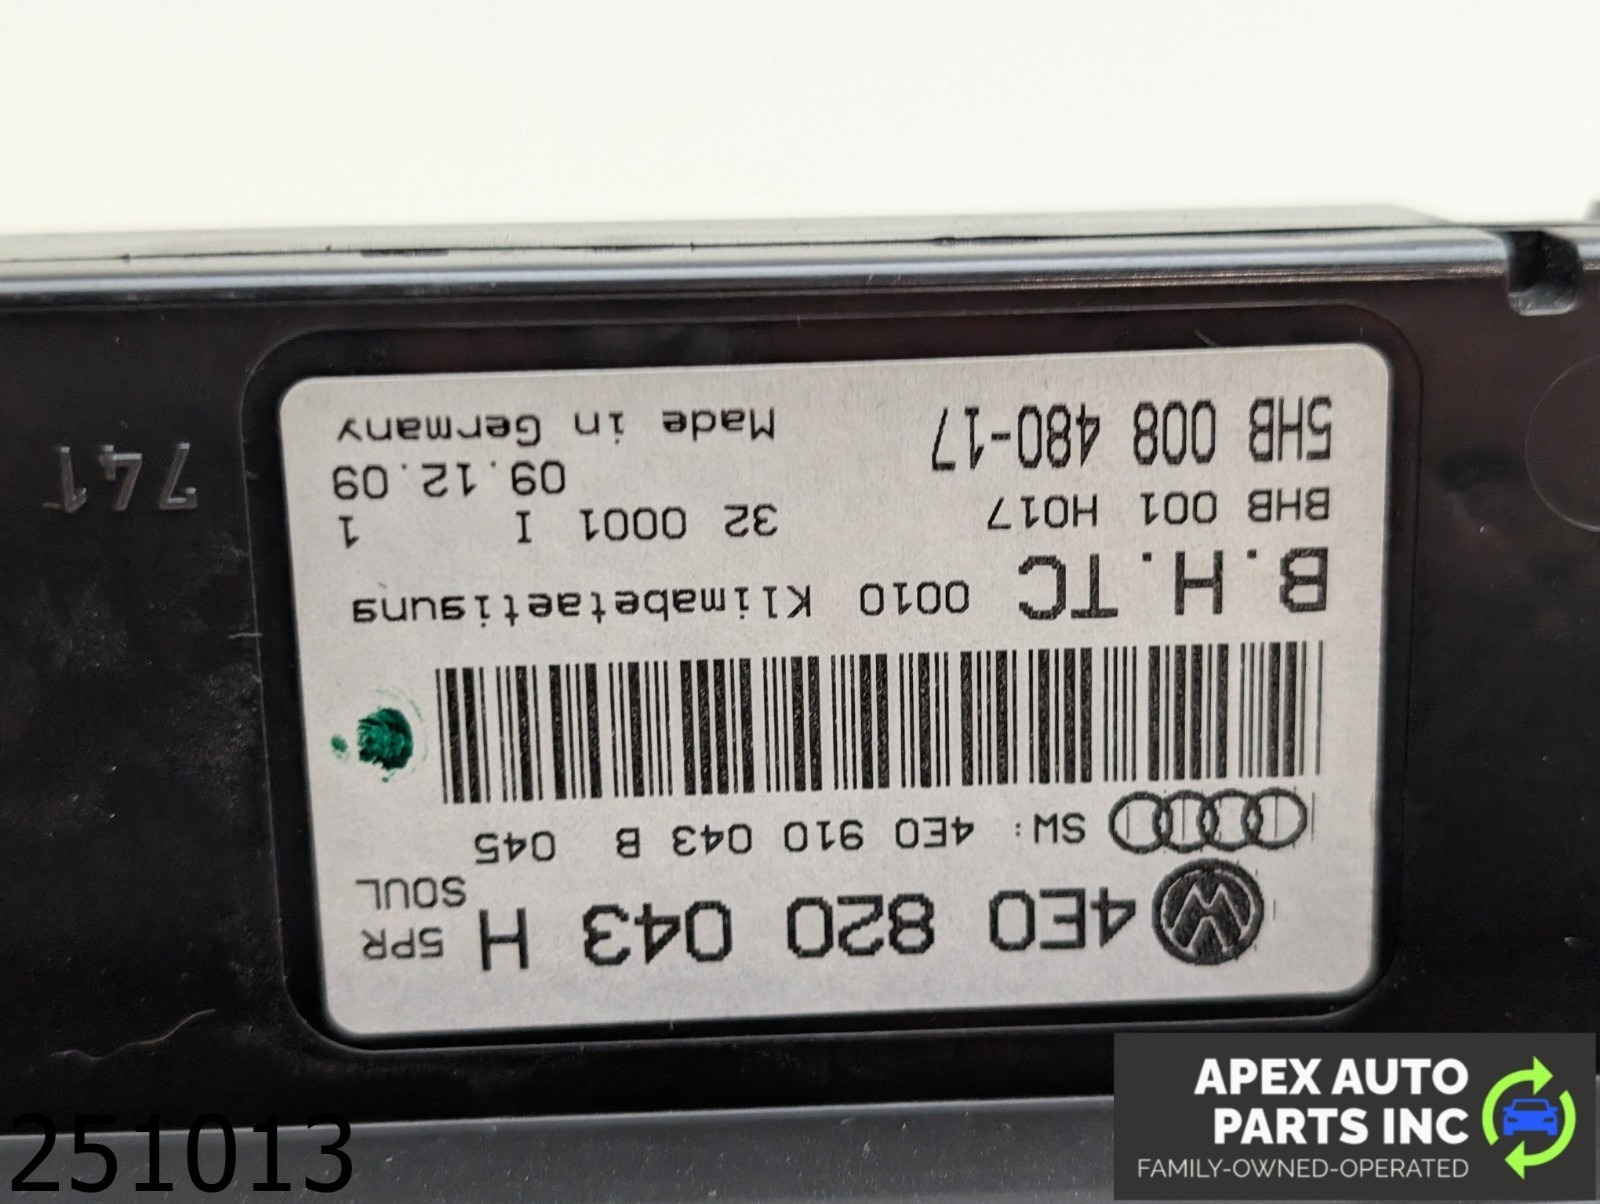 4E0 820 043 H 5PR
SOUL
SW: 4E0 910 043 B 045
B.H.TC 0010 Klimabetaetigung
BHB 001 H017 32 0001 I 1
09.12.09
5HB 008 480-17 Made in Germany
741
251013
APEX AUTO
PARTS INC
FAMILY-OWNED-OPERATED